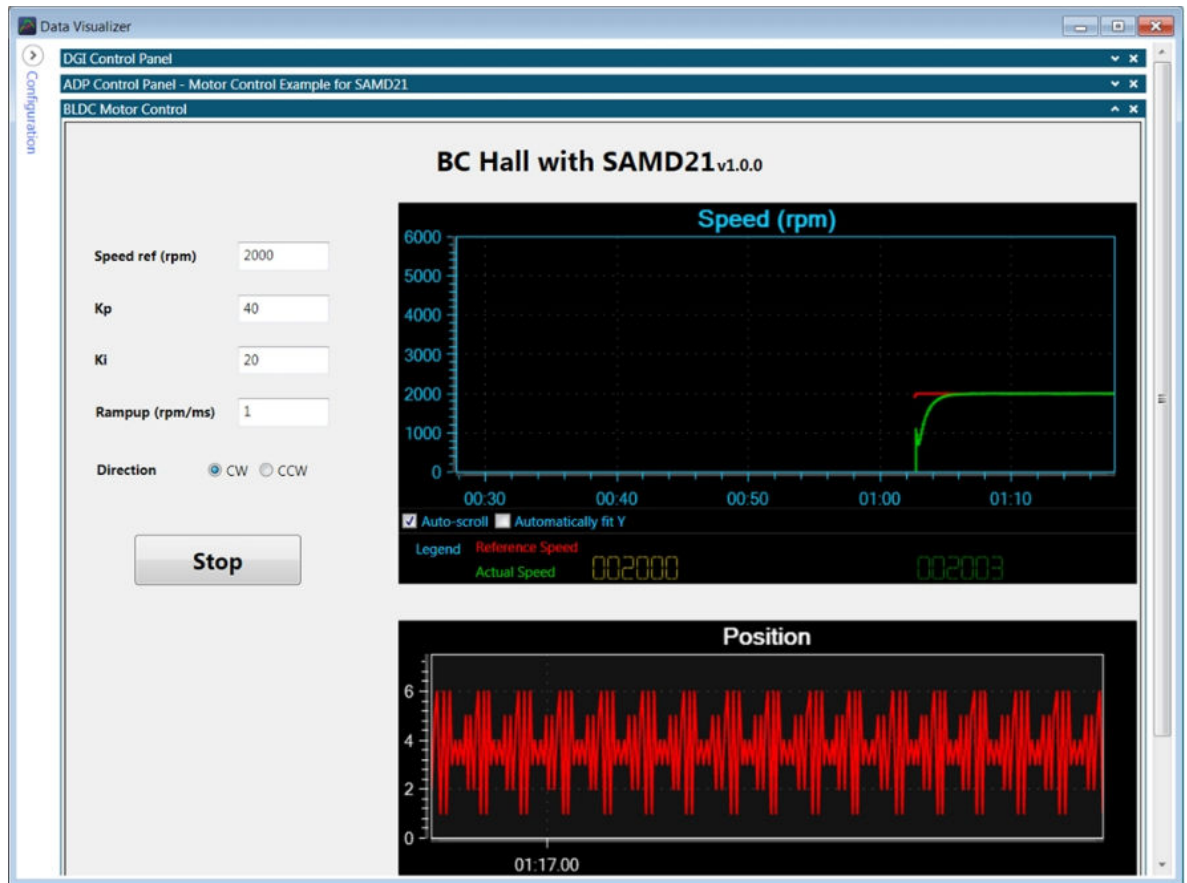 Data Visualizer
Configuration
DGI Control Panel
ADP Control Panel - Motor Control Example for SAMD21
BLDC Motor Control
BC Hall with SAMD21 v1.0.0
Speed ref (rpm) 2000
Kp 40
Ki 20
Rampup (rpm/ms) 1
Direction CW CCW
Stop
Speed (rpm)
6000
5000
4000
3000
2000
1000
0
00:30 00:40 00:50 01:00 01:10
Auto-scroll Automatically fit Y
Legend Reference Speed
Actual Speed 002000 002003
Position
6
4
2
0
01:17.00